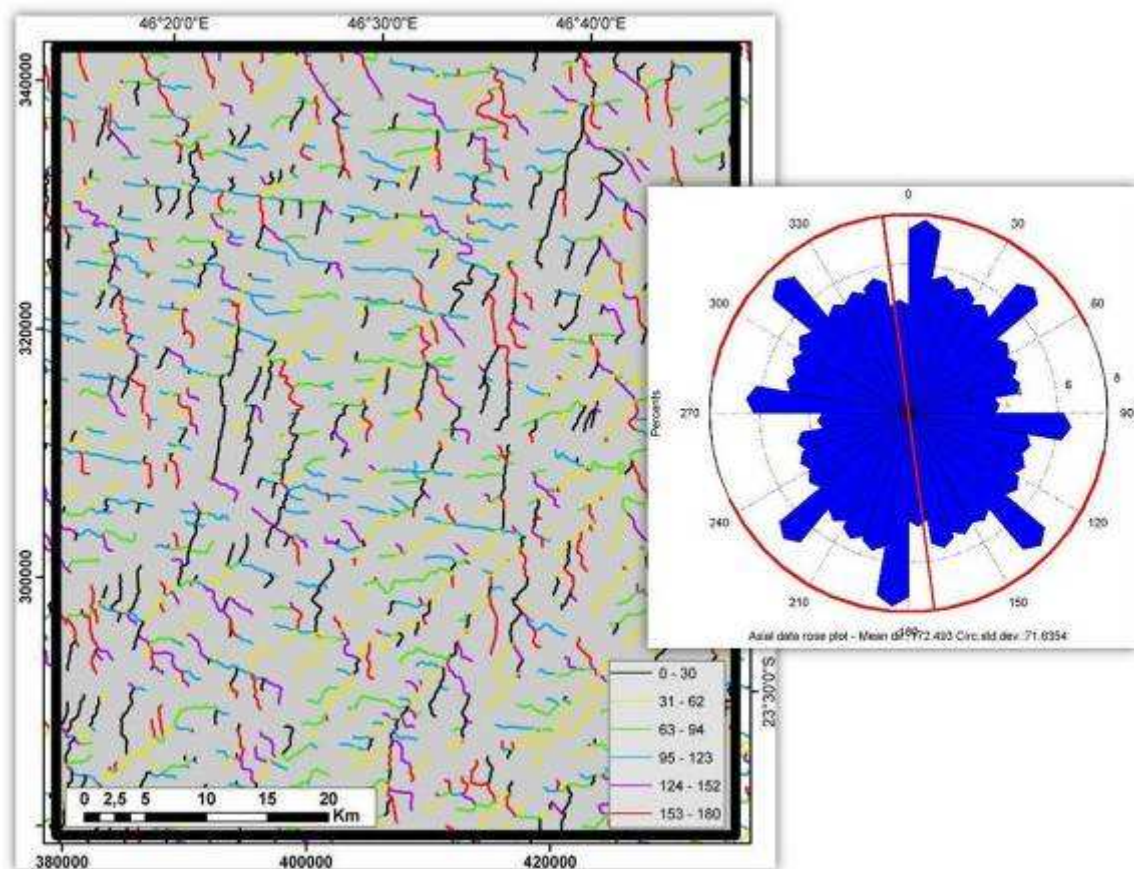 46°20'0"E 46°30'0"E 46°40'0"E
340000
320000
300000
23°30'0"S
0 - 30
31 - 62
63 - 94
95 - 123
124 - 152
153 - 180
0 2,5 5 10 15 20
Km
380000 400000 420000
0
330 30
300 60
270 90
240 120
210 150
180
Percents
6 8
Axial data rose plot - Mean dir.:172.493 Circ.std.dev.:71.6354